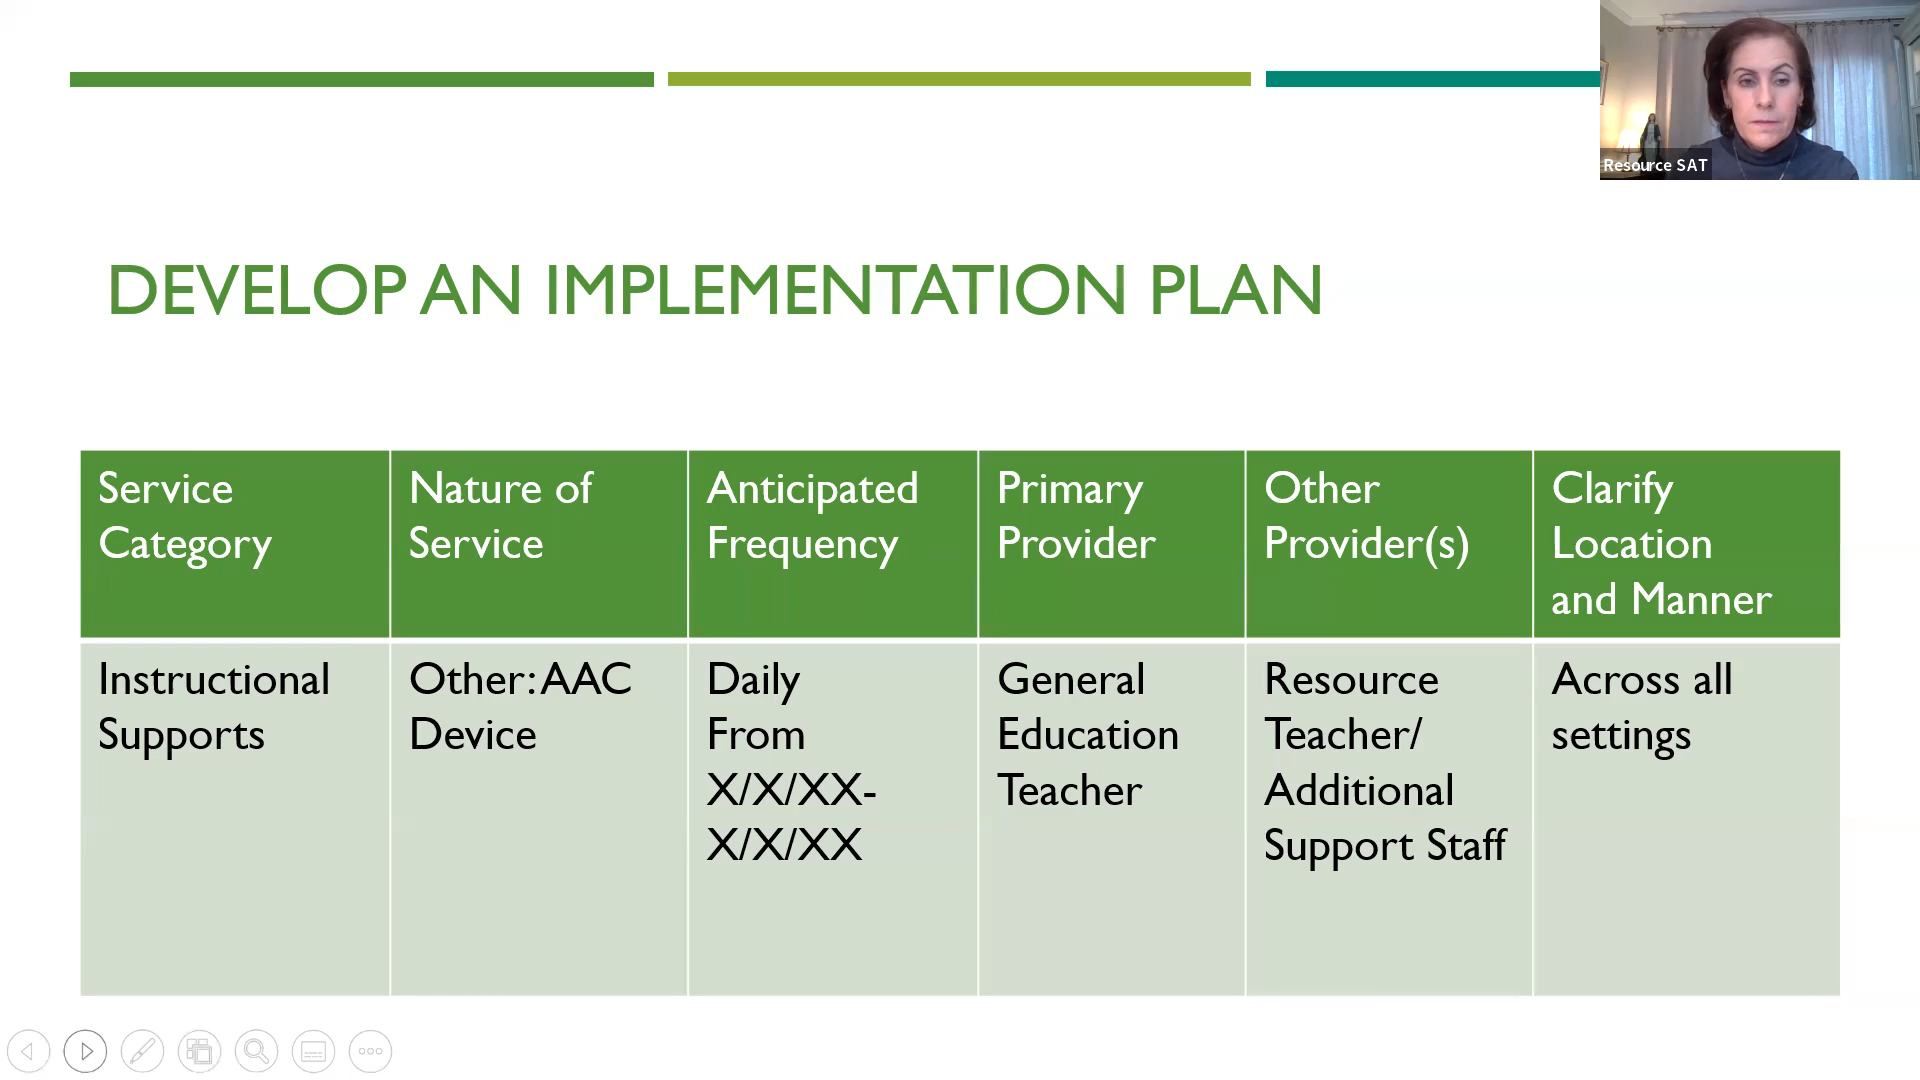 Resource SAT
DEVELOP AN IMPLEMENTATION PLAN
Service
Category
Nature of
Service
Anticipated
Frequency
Primary
Provider
Other
Provider(s)
Clarify
Location
and Manner
Instructional
Supports
Other: AAC
Device
Daily
From
X/X/XX-
X/X/XX
General
Education
Teacher
Resource
Teacher/
Additional
Support Staff
Across all
settings